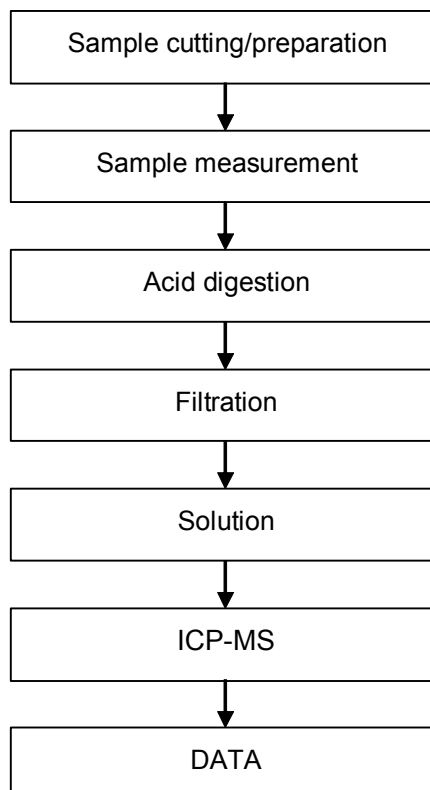 Sample cutting/preparation
Sample measurement
Acid digestion
Filtration
Solution
ICP-MS
DATA